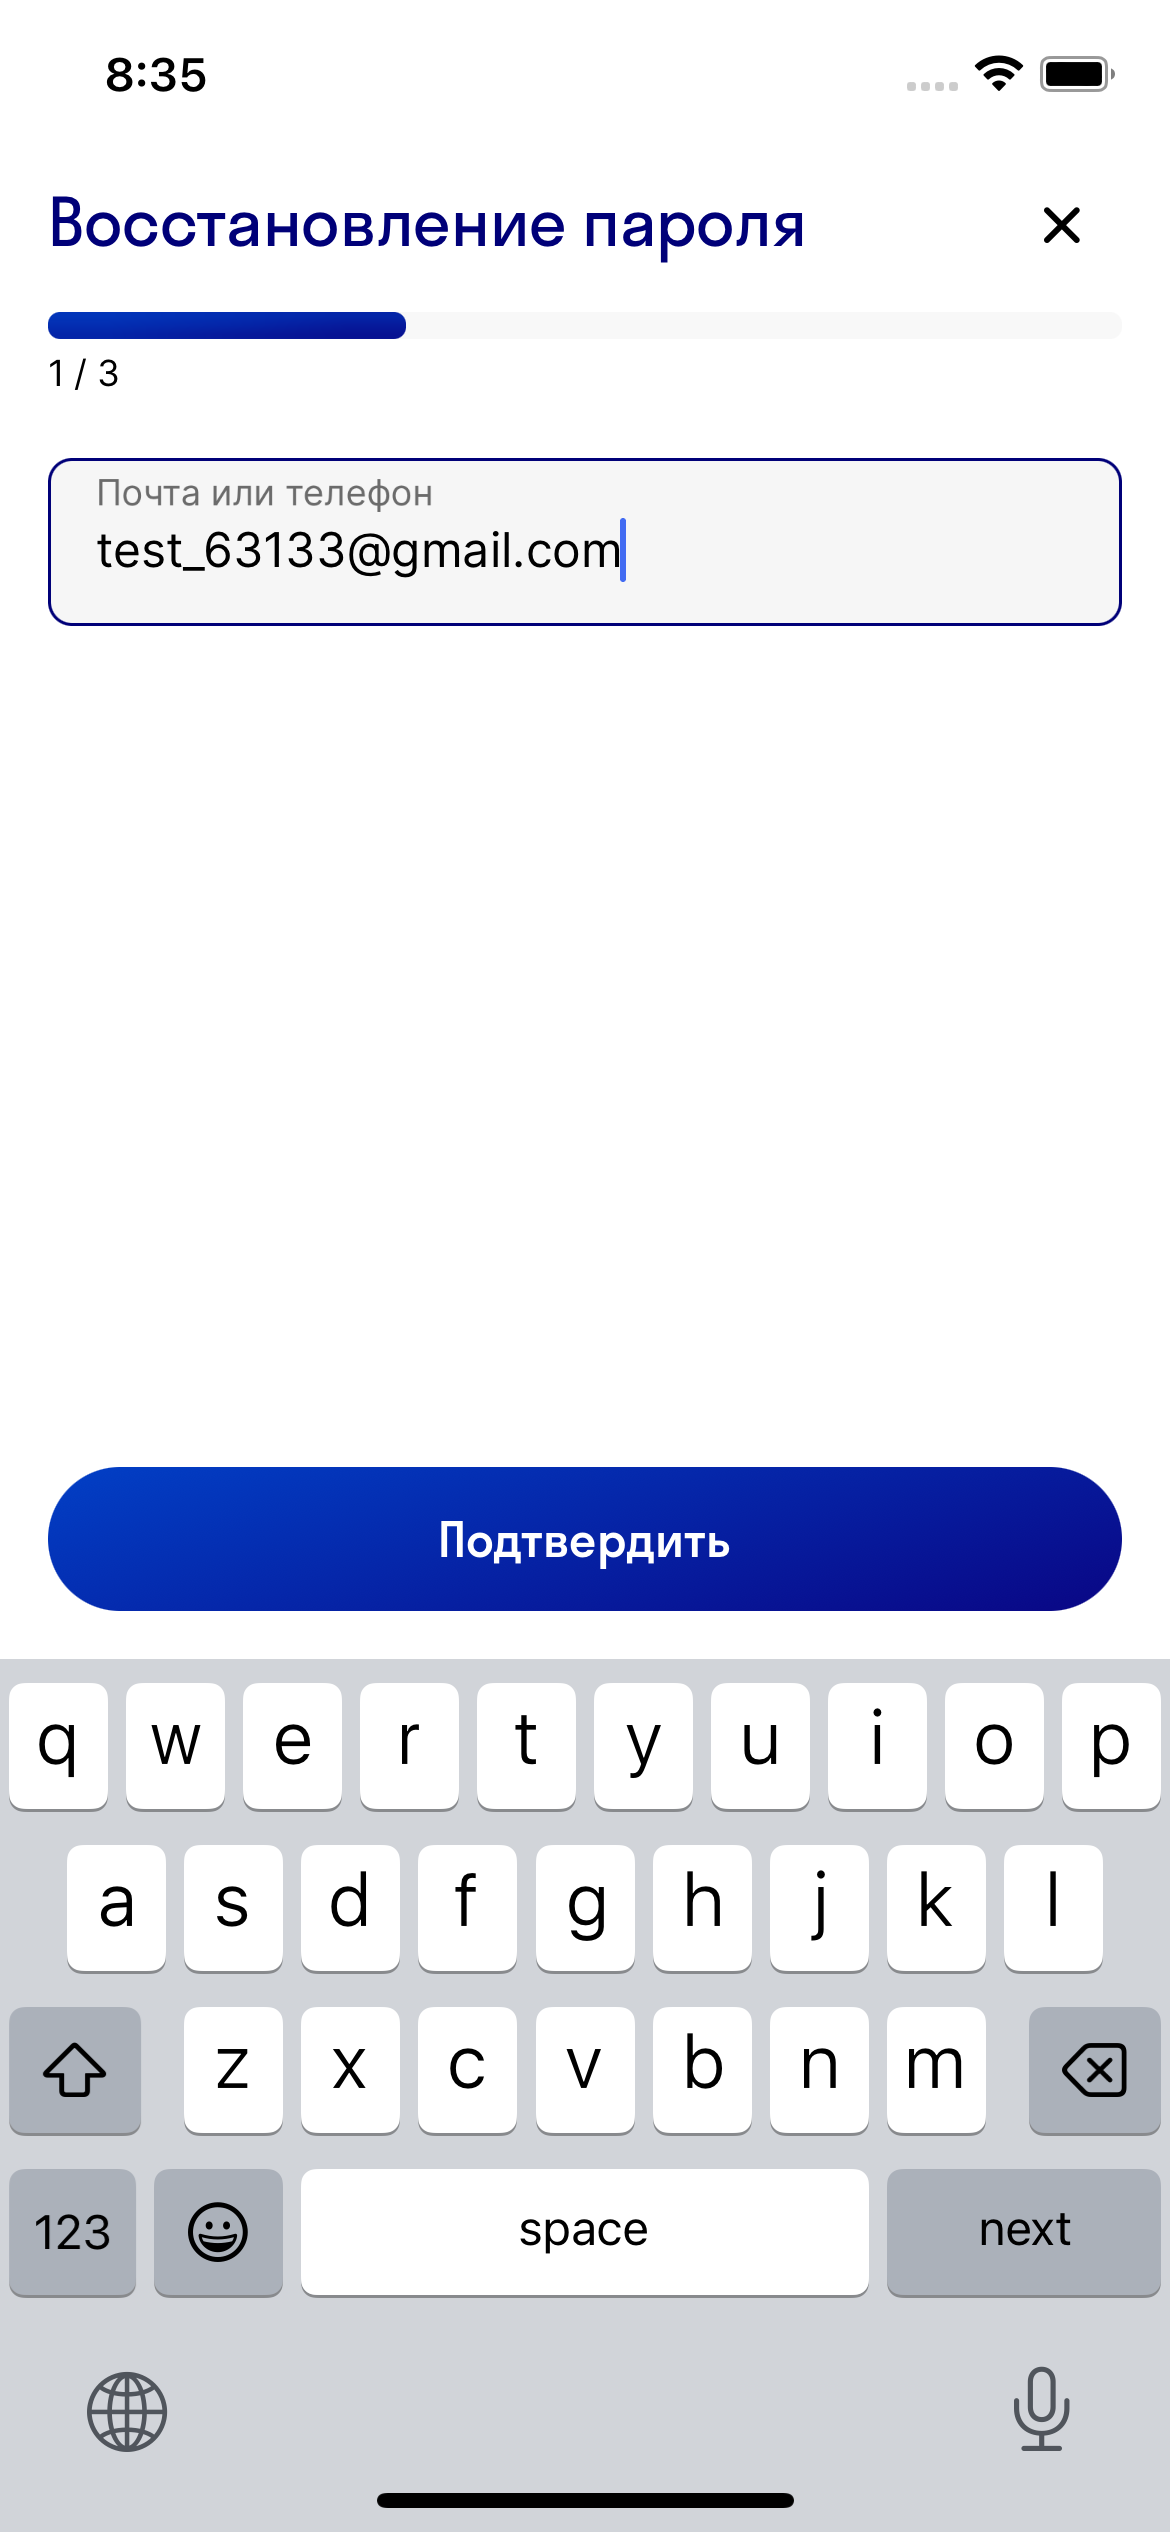 8:35
Восстановление пароля
1 / 3
Почта или телефон
test_63133@gmail.com
Подтвердить
q w e r t y u i o p
a s d f g h j k l
z x c v b n m
123 space next